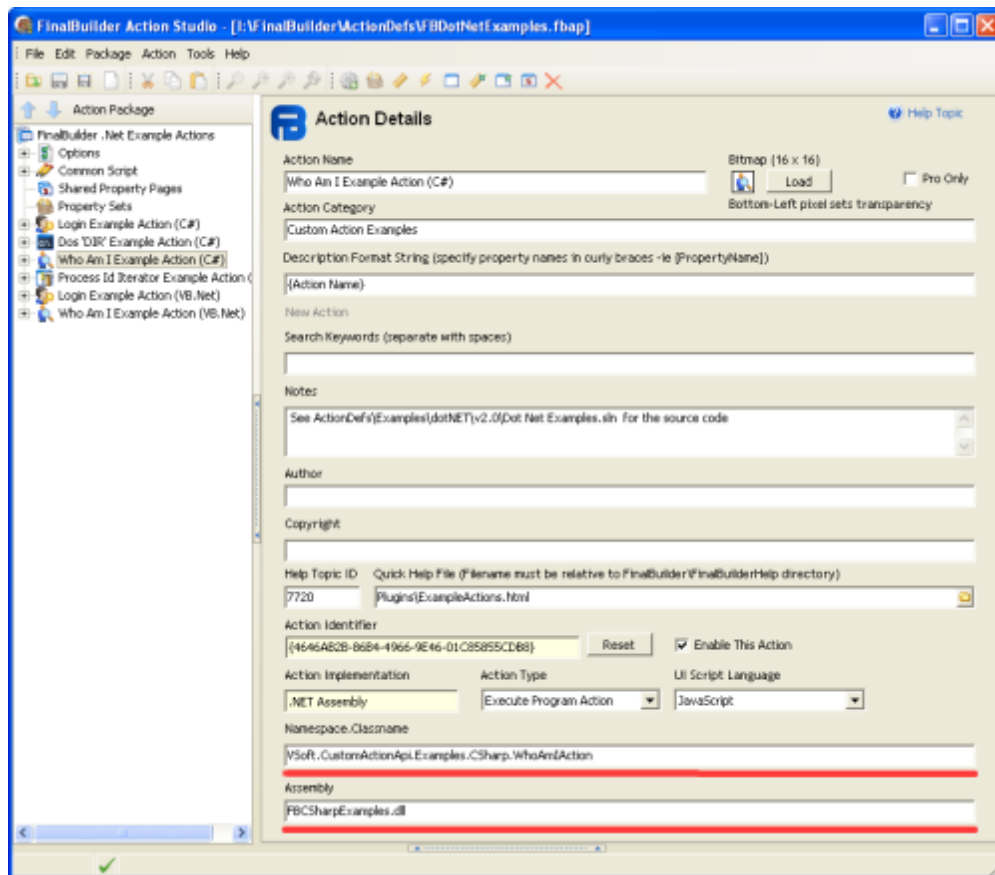 FinalBuilder Action Studio - [I:\FinalBuilder\ActionDefs\FBDotNetExamples.fbap]
File Edit Package Action Tools Help
Action Package
FinalBuilder .Net Example Actions
Options
Common Script
Shared Property Pages
Property Sets
Login Example Action (C#)
Dos 'DIR' Example Action (C#)
Who Am I Example Action (C#)
Process Id Iterator Example Action (
Login Example Action (VB.Net)
Who Am I Example Action (VB.Net)
Action Details
Help Topic
Action Name
Bitmap (16 x 16)
Who Am I Example Action (C#)
Load
Pro Only
Action Category
Bottom-Left pixel sets transparency
Custom Action Examples
Description Format String (specify property names in curly braces -ie {PropertyName})
{Action Name}
New Action
Search Keywords (separate with spaces)
Notes
See ActionDefs\Examples\dotNET\v2.0\Dot Net Examples.sln for the source code
Author
Copyright
Help Topic ID Quick Help File (Filename must be relative to FinalBuilder\FinalBuilderHelp directory)
7720 Plugins\ExampleActions.html
Action Identifier
{4646AB2B-86B4-4966-9E46-01C85855CDB8} Reset Enable This Action
Action Implementation Action Type UI Script Language
.NET Assembly Execute Program Action JavaScript
Namespace.Classname
VSoft.CustomActionApi.Examples.CSharp.WhoAmIAction
Assembly
FBCSharpExamples.dll